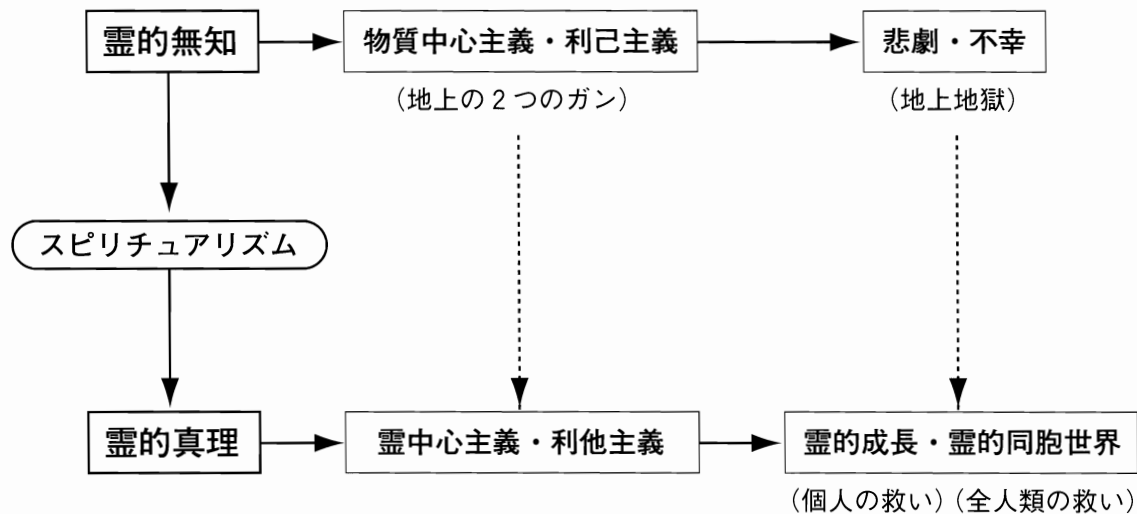 霊的無知
物質中心主義・利己主義
悲劇・不幸
（地上の２つのガン）
（地上地獄）
スピリチュアリズム
霊的真理
霊中心主義・利他主義
霊的成長・霊的同胞世界
（個人の救い）（全人類の救い）